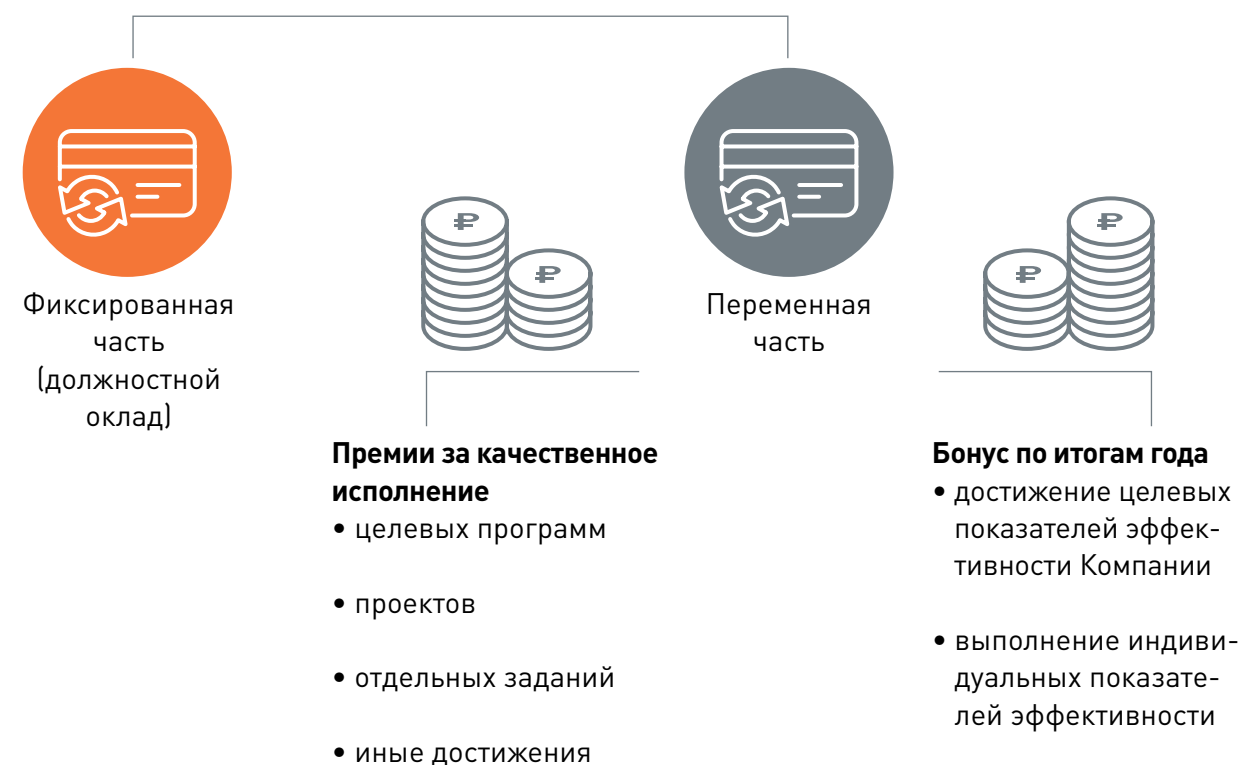 Фиксированная
часть
(должностной
оклад)
₽
₽
Переменная
часть
₽
₽
Премии за качественное
исполнение
• целевых программ
• проектов
• отдельных заданий
• иные достижения
Бонус по итогам года
• достижение целевых
показателей эффек-
тивности Компании
• выполнение индиви-
дуальных показате-
лей эффективности